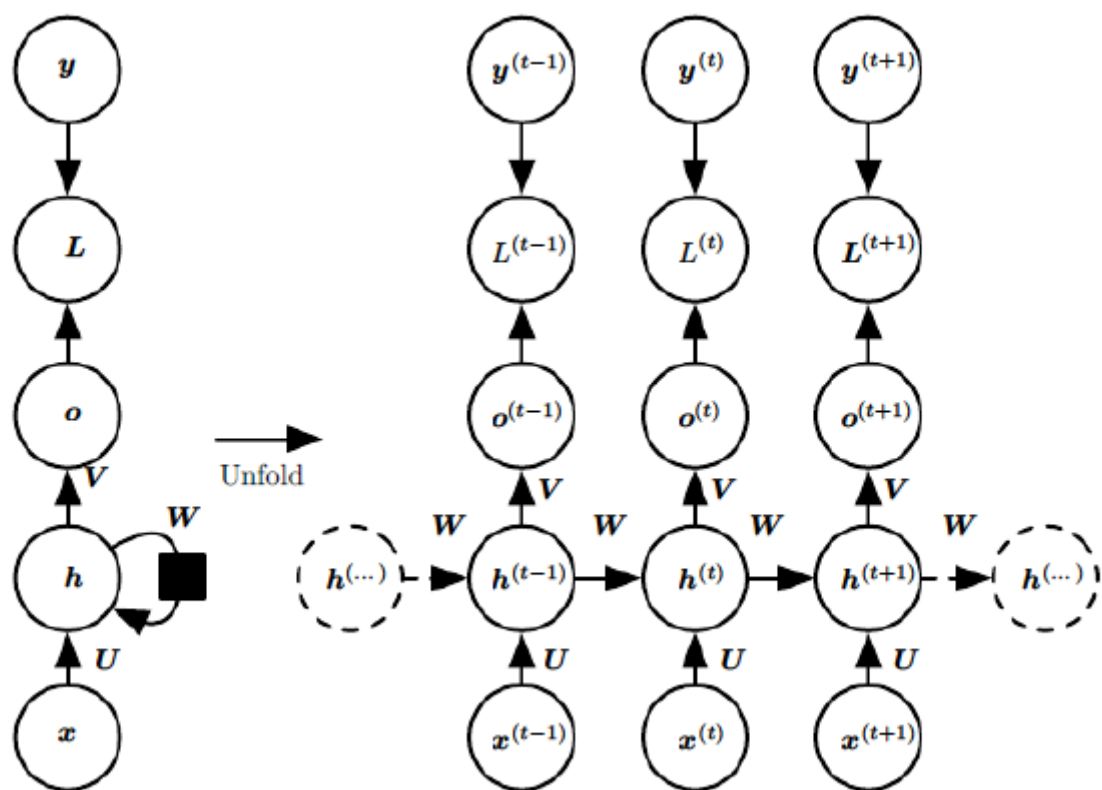 y y^(t−1) y^(t) y^(t+1)
L L^(t−1) L^(t) L^(t+1)
o o^(t−1) o^(t) o^(t+1)
Unfold
V V V V
W W W W W
h h^(...) h^(t−1) h^(t) h^(t+1) h^(...)
U U U U
x x^(t−1) x^(t) x^(t+1)